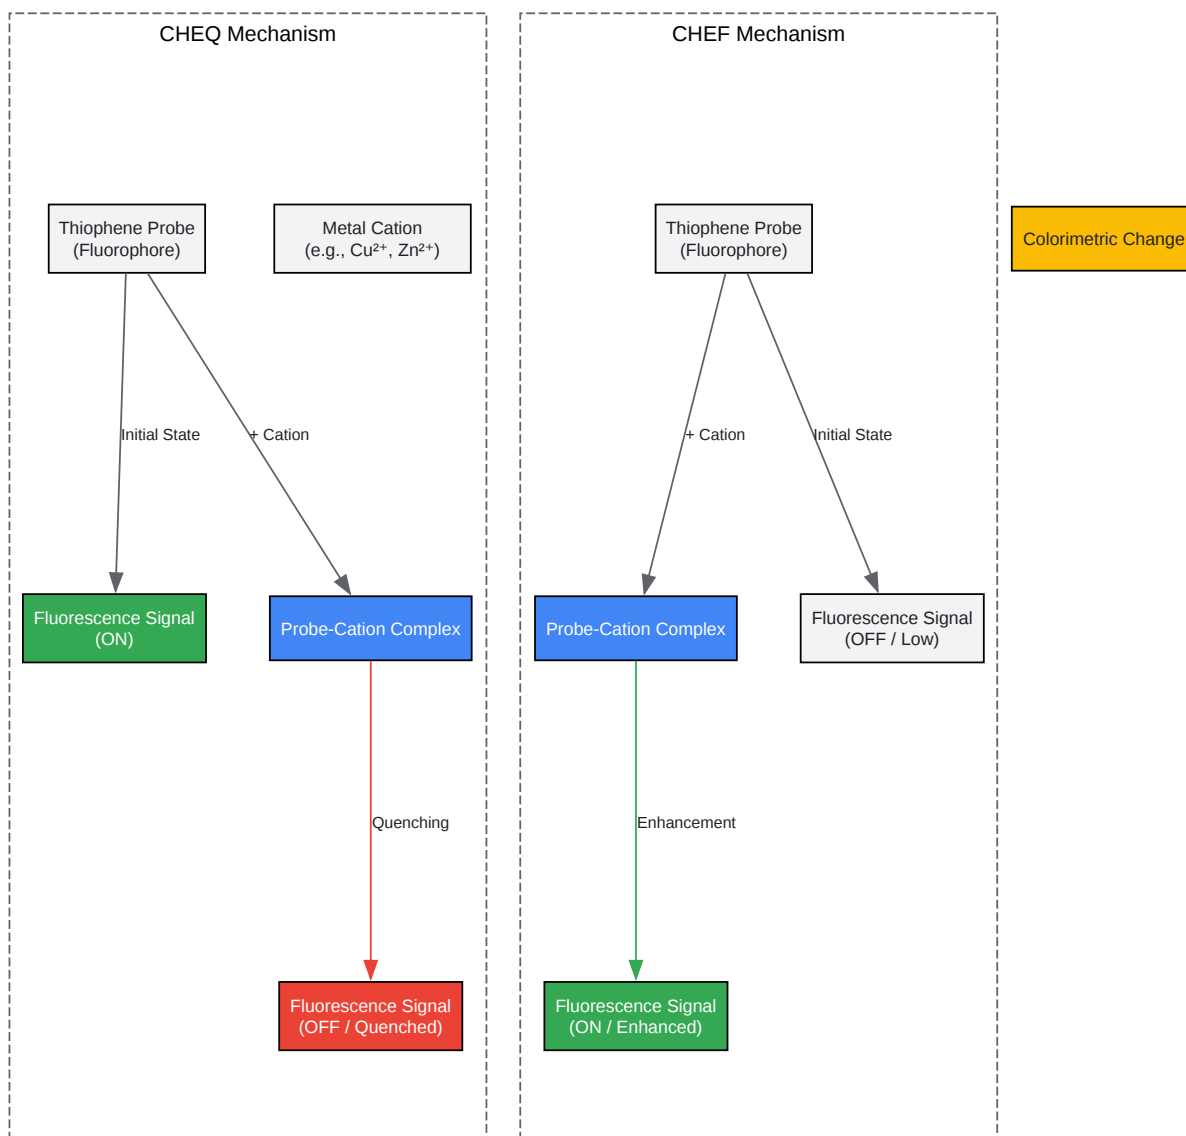 CHEQ Mechanism
Thiophene Probe
(Fluorophore)
Metal Cation
(e.g., Cu²⁺, Zn²⁺)
Initial State
+ Cation
Fluorescence Signal
(ON)
Probe-Cation Complex
Quenching
Fluorescence Signal
(OFF / Quenched)
CHEF Mechanism
Thiophene Probe
(Fluorophore)
+ Cation
Initial State
Probe-Cation Complex
Fluorescence Signal
(OFF / Low)
Enhancement
Fluorescence Signal
(ON / Enhanced)
Colorimetric Change